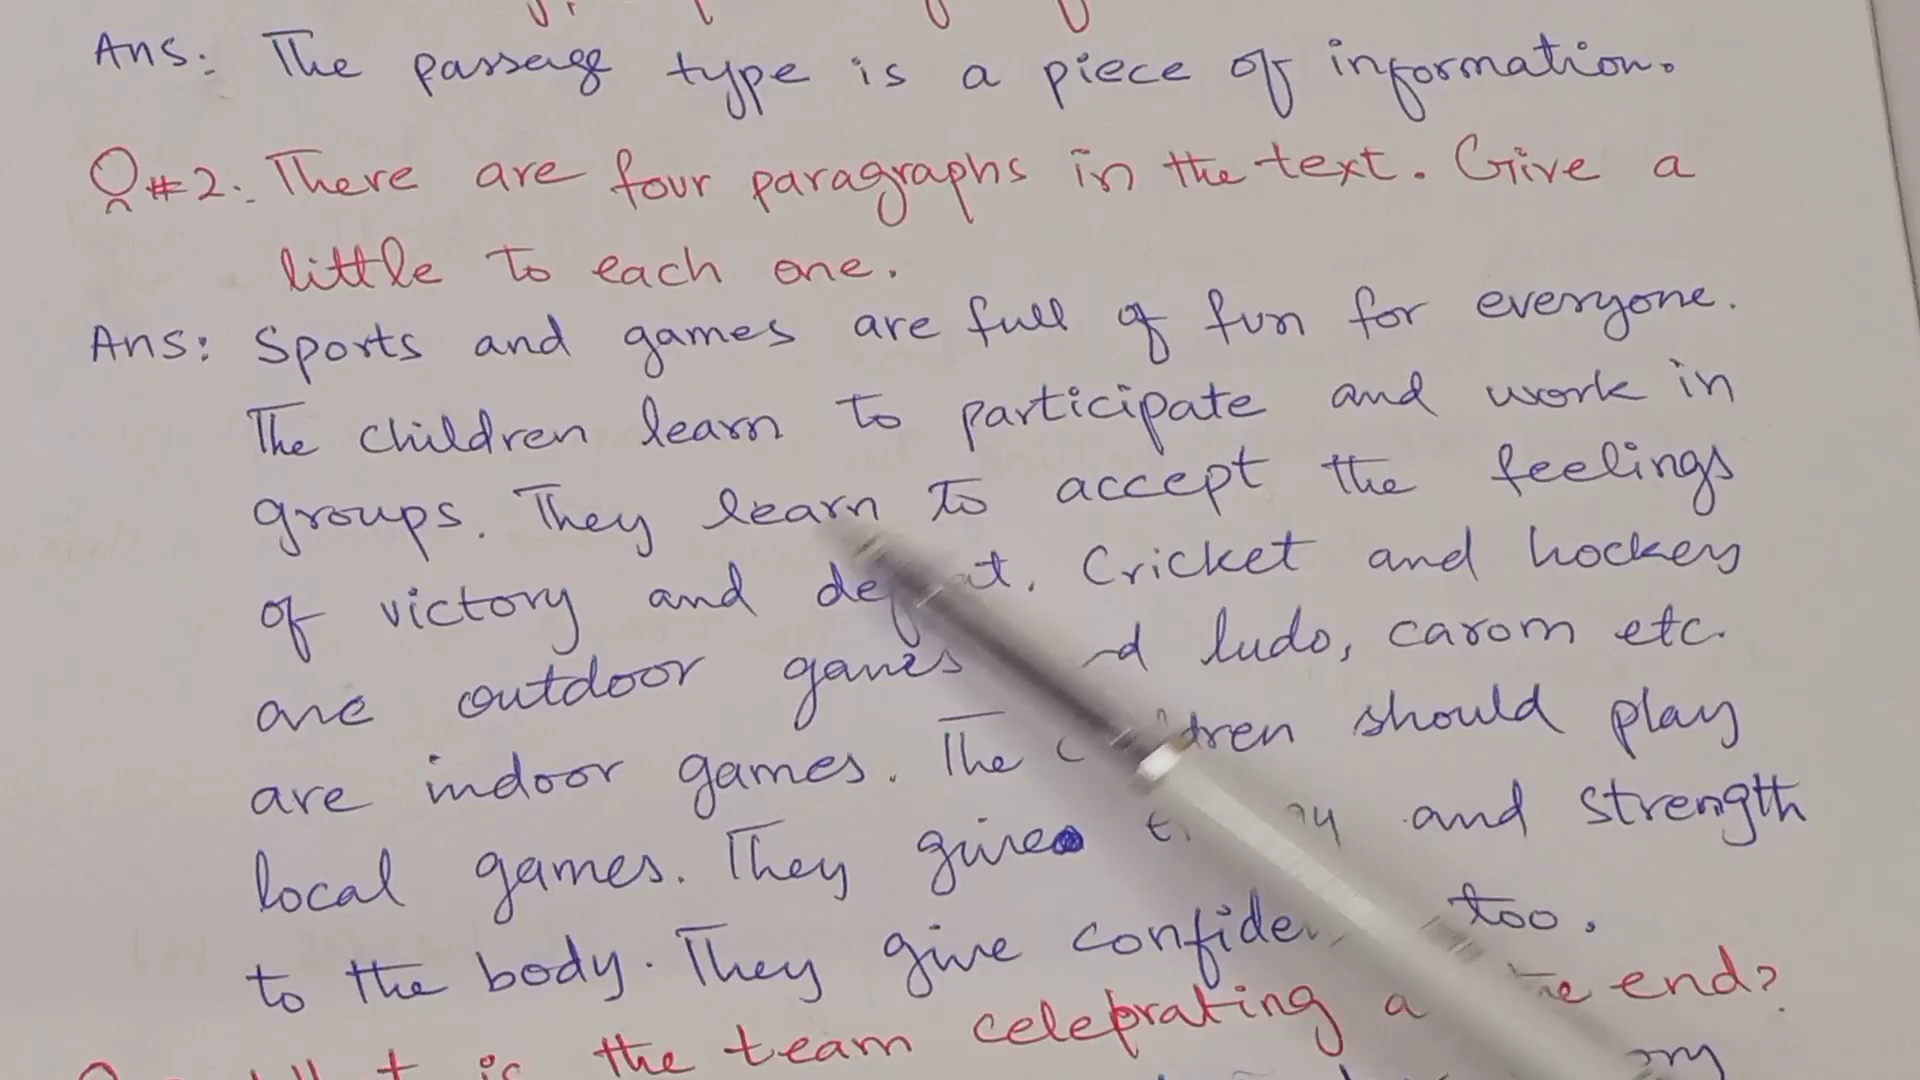 Ans: The passage type is a piece of information.
Q#2: There are four paragraphs in the text. Give a
little to each one.
Ans: Sports and games are full of fun for everyone.
The children learn to participate and work in
groups. They learn to accept the feelings
of victory and Cricket and hockey
are outdoor games ludo, carom etc.
are indoor games. The should play
local games. They give and strength
to the body. They give too.
is the team celebrating end?